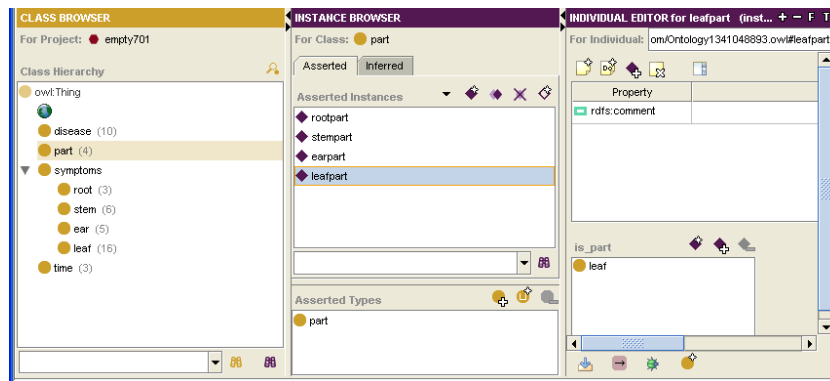 CLASS BROWSER
For Project: empty701
Class Hierarchy
owl:Thing
disease (10)
part (4)
symptoms
root (3)
stem (6)
ear (5)
leaf (16)
time (3)
INSTANCE BROWSER
For Class: part
Asserted Inferred
Asserted Instances
rootpart
stempart
earpart
leafpart
Asserted Types
part
INDIVIDUAL EDITOR for leafpart (inst... + − F T
For Individual: om/Ontology1341048893.owl#leafpart
Property
rdfs:comment
is_part
leaf